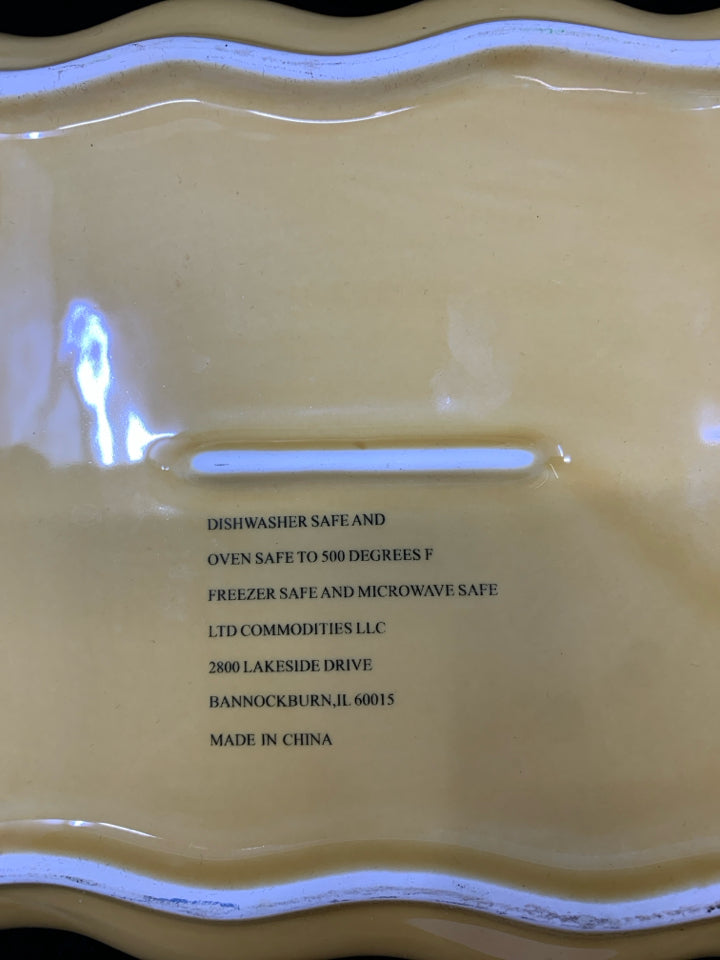 DISHWASHER SAFE AND
OVEN SAFE TO 500 DEGREES F
FREEZER SAFE AND MICROWAVE SAFE
LTD COMMODITIES LLC
2800 LAKESIDE DRIVE
BANNOCKBURN,IL 60015
MADE IN CHINA